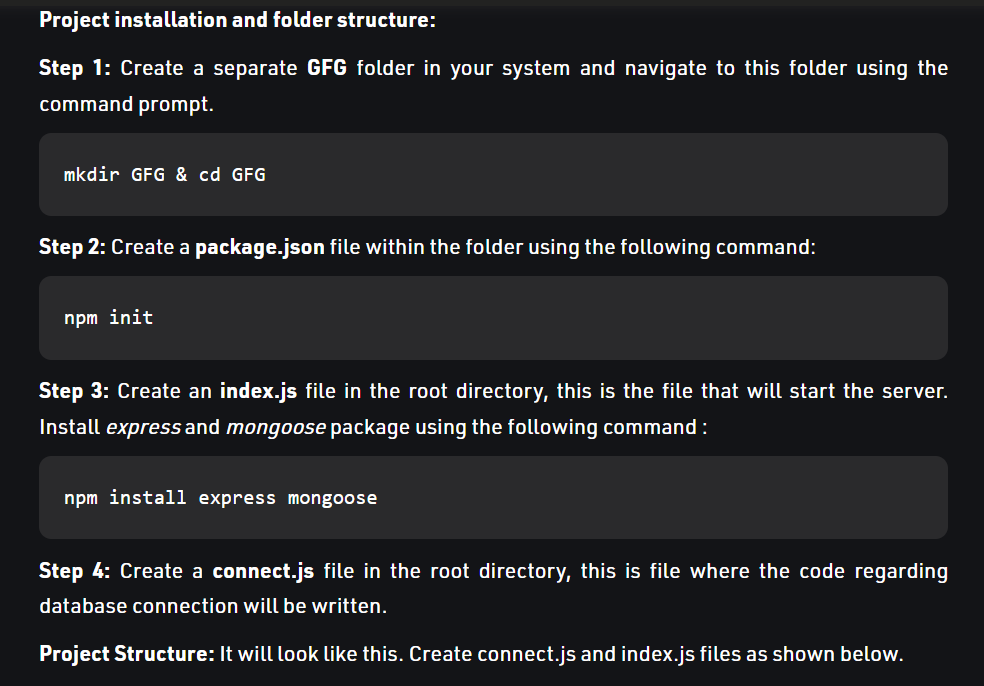 Project installation and folder structure:
Step 1: Create a separate GFG folder in your system and navigate to this folder using the
command prompt.
mkdir GFG & cd GFG
Step 2: Create a package.json file within the folder using the following command:
npm init
Step 3: Create an index.js file in the root directory, this is the file that will start the server.
Install express and mongoose package using the following command :
npm install express mongoose
Step 4: Create a connect.js file in the root directory, this is file where the code regarding
database connection will be written.
Project Structure: It will look like this. Create connect.js and index.js files as shown below.